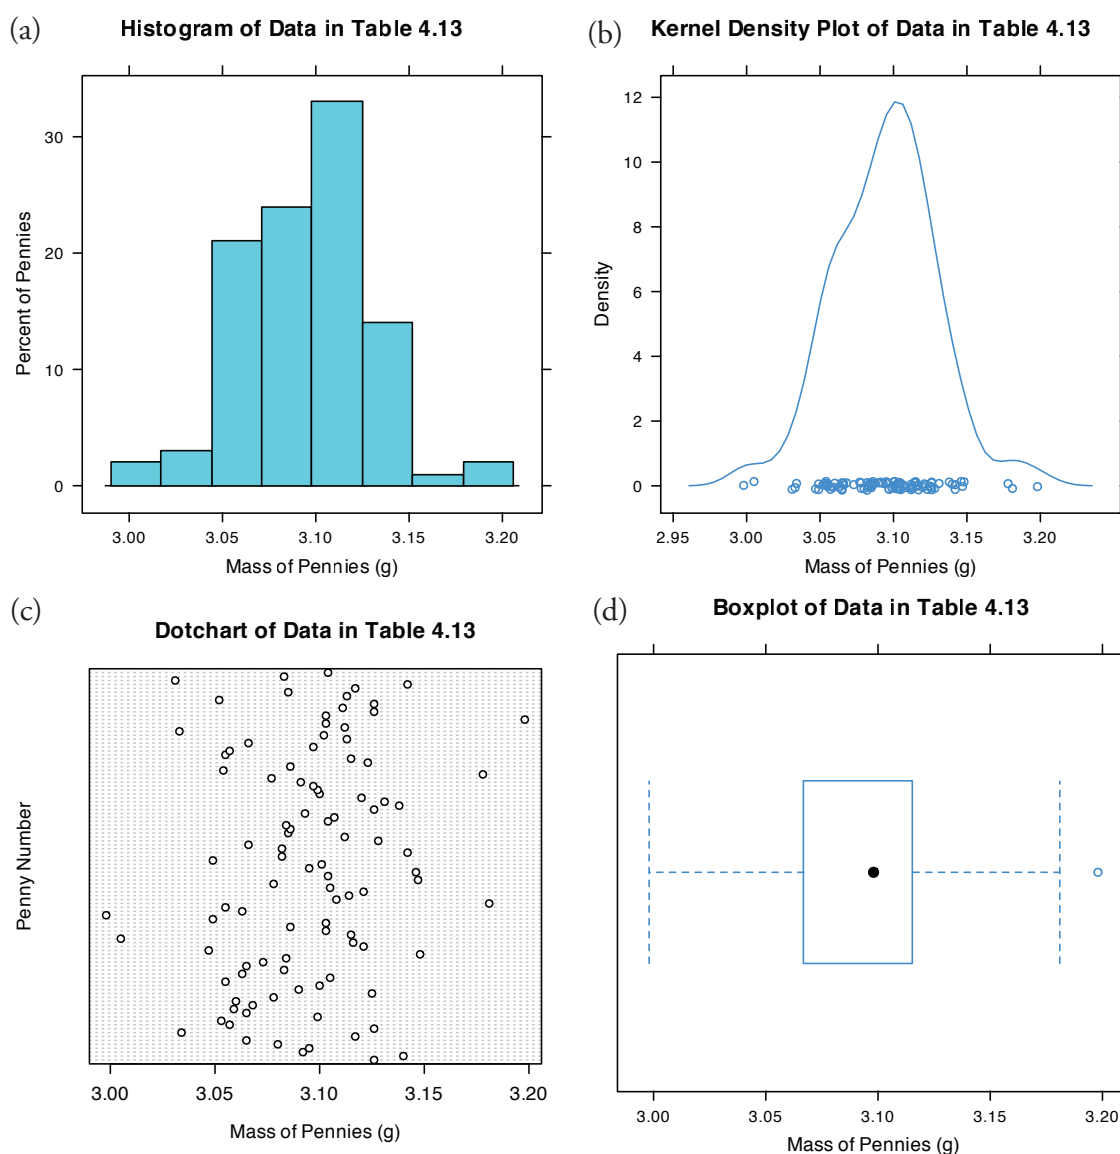 (a)
Histogram of Data in Table 4.13
30
20
10
0
Percent of Pennies
3.00 3.05 3.10 3.15 3.20
Mass of Pennies (g)
(b)
Kernel Density Plot of Data in Table 4.13
12
10
8
6
4
2
0
Density
2.95 3.00 3.05 3.10 3.15 3.20
Mass of Pennies (g)
(c)
Dotchart of Data in Table 4.13
Penny Number
3.00 3.05 3.10 3.15 3.20
Mass of Pennies (g)
(d)
Boxplot of Data in Table 4.13
3.00 3.05 3.10 3.15 3.20
Mass of Pennies (g)